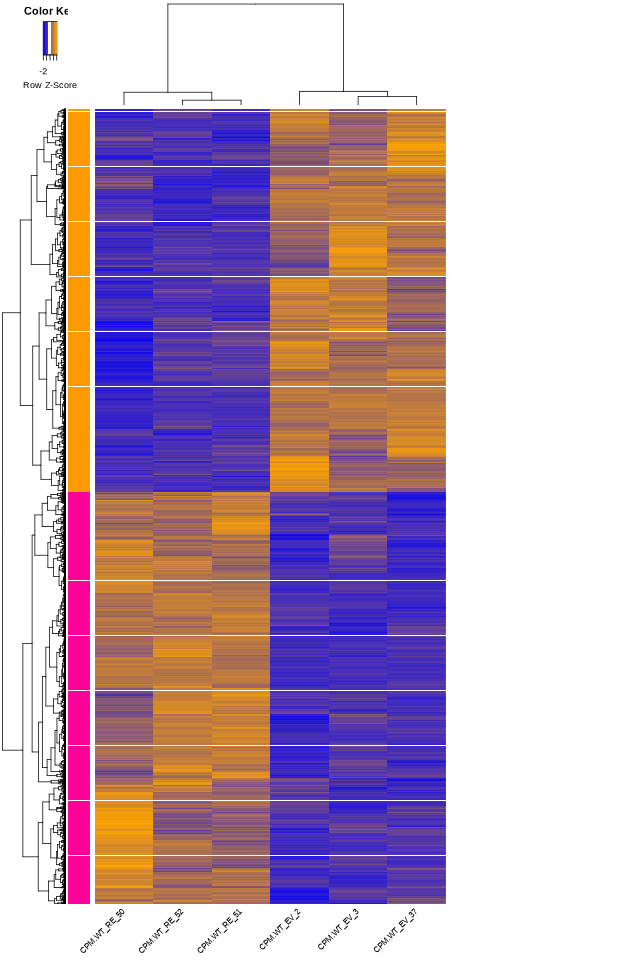 Color Ke
-2
Row Z-Score
CPM.WT_RE_50
CPM.WT_RE_52
CPM.WT_RE_51
CPM.WT_EV_2
CPM.WT_EV_3
CPM.WT_EV_37